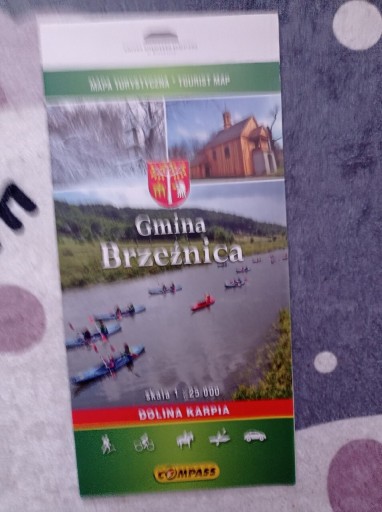 MAPA TURYSTYCZNA • TOURIST MAP
Gmina
Brzeźnica
skala 1 : 25 000
DOLINA KARPIA
COMPASS